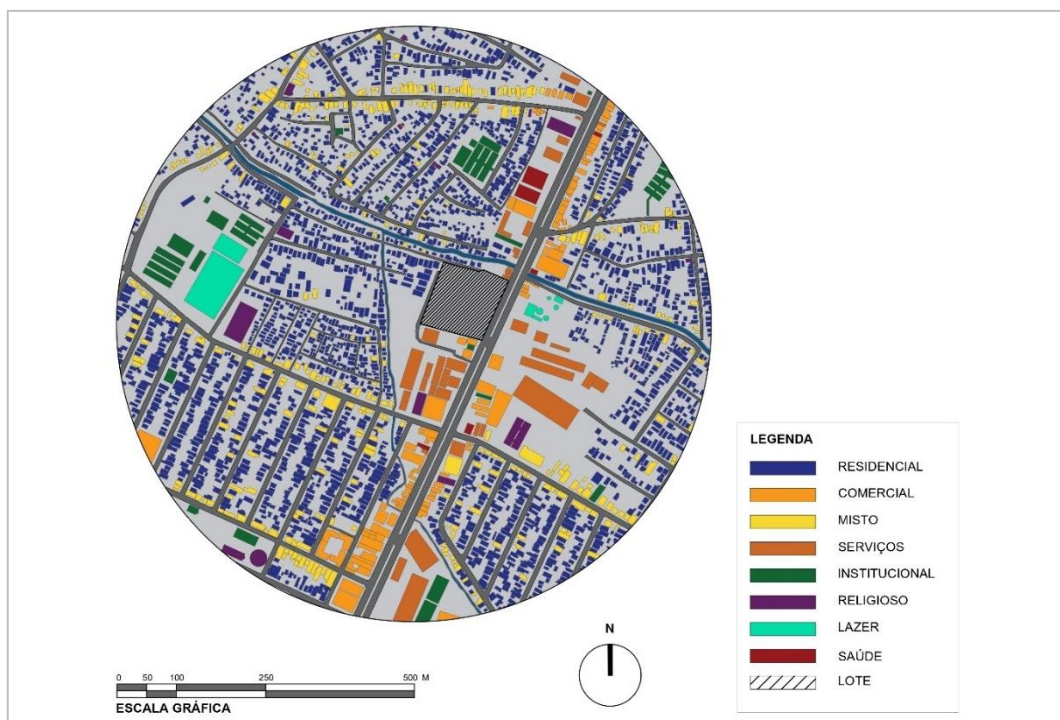 LEGENDA
RESIDENCIAL
COMERCIAL
MISTO
SERVIÇOS
INSTITUCIONAL
RELIGIOSO
LAZER
SAÚDE
LOTE
N
0 50 100 250 500 M
ESCALA GRÁFICA